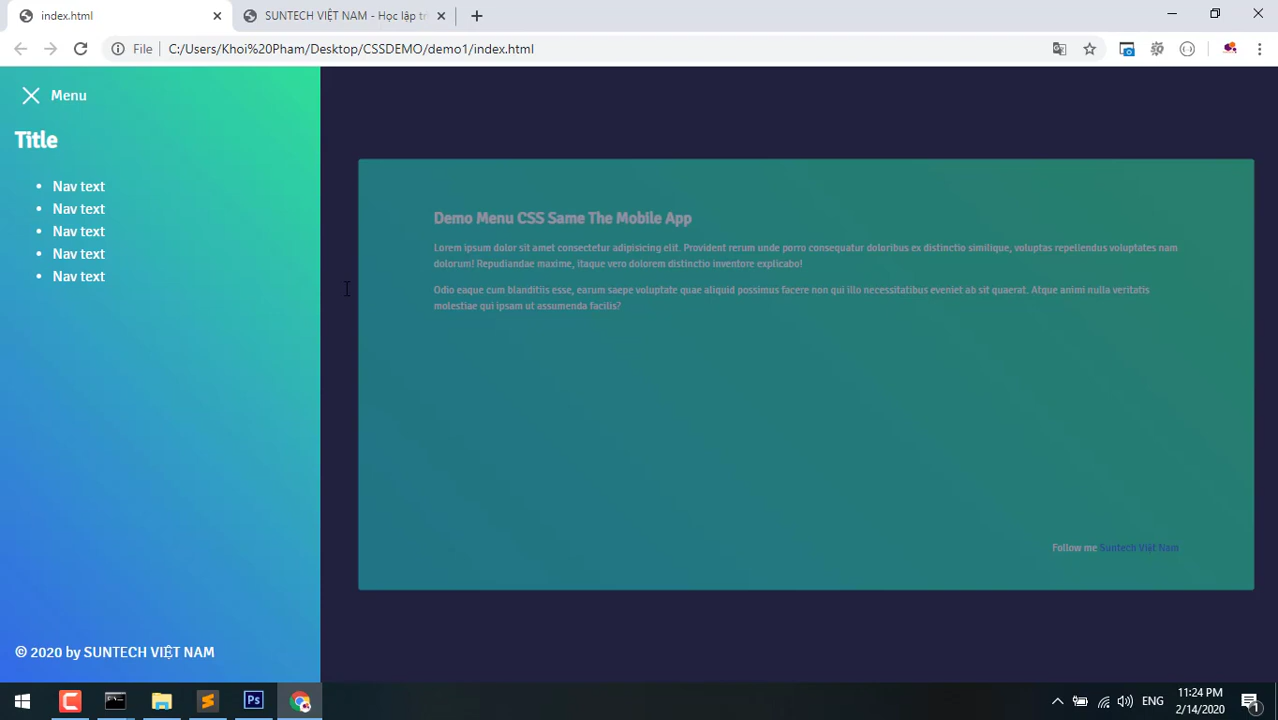 index.html
SUNTECH VIỆT NAM - Học lập tr
File
C:/Users/Khoi%20Pham/Desktop/CSSDEMO/demo1/index.html
Menu
Title
Nav text
Nav text
Nav text
Nav text
Nav text
© 2020 by SUNTECH VIỆT NAM
Demo Menu CSS Same The Mobile App
Lorem ipsum dolor sit amet consectetur adipisicing elit. Provident rerum unde porro consequatur doloribus ex distinctio similique, voluptas repellendus voluptates nam
dolorum! Repudiandae maxime, itaque vero dolorem distinctio inventore explicabo!
Odio eaque cum blanditiis esse, earum saepe voluptate quae aliquid possimus facere non qui illo necessitatibus eveniet ab sit quaerat. Atque animi nulla veritatis
molestiae qui ipsam ut assumenda facilis?
Follow me Suntech Việt Nam
Ps
ENG
11:24 PM
2/14/2020
1